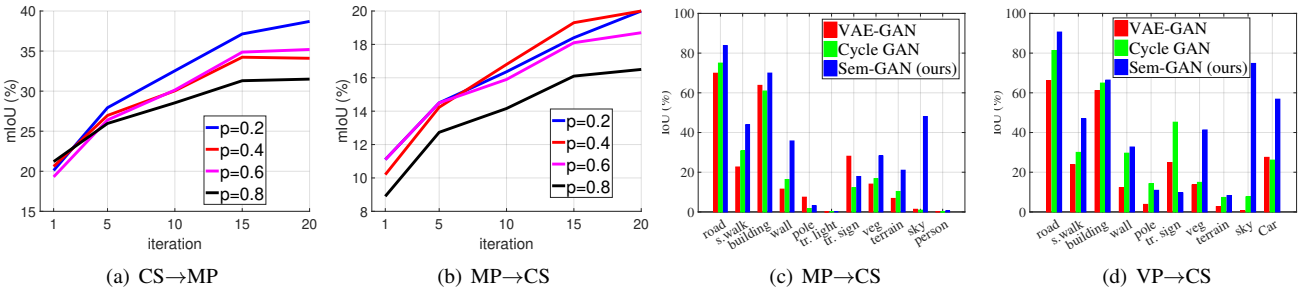 40
35
30
25
20
15
mIoU (%)
1 5 10 15 20
iteration
p=0.2
p=0.4
p=0.6
p=0.8
(a) CS→MP
20
18
16
14
12
10
8
mIoU (%)
1 5 10 15 20
iteration
p=0.2
p=0.4
p=0.6
p=0.8
(b) MP→CS
100
80
60
40
20
0
IoU (%)
VAE-GAN
Cycle GAN
Sem-GAN (ours)
road s. walk building wall pole tr. light tr. sign veg terrain sky person
(c) MP→CS
100
80
60
40
20
0
IoU (%)
VAE-GAN
Cycle GAN
Sem-GAN (ours)
road s. walk building wall pole tr. sign veg terrain sky Car
(d) VP→CS